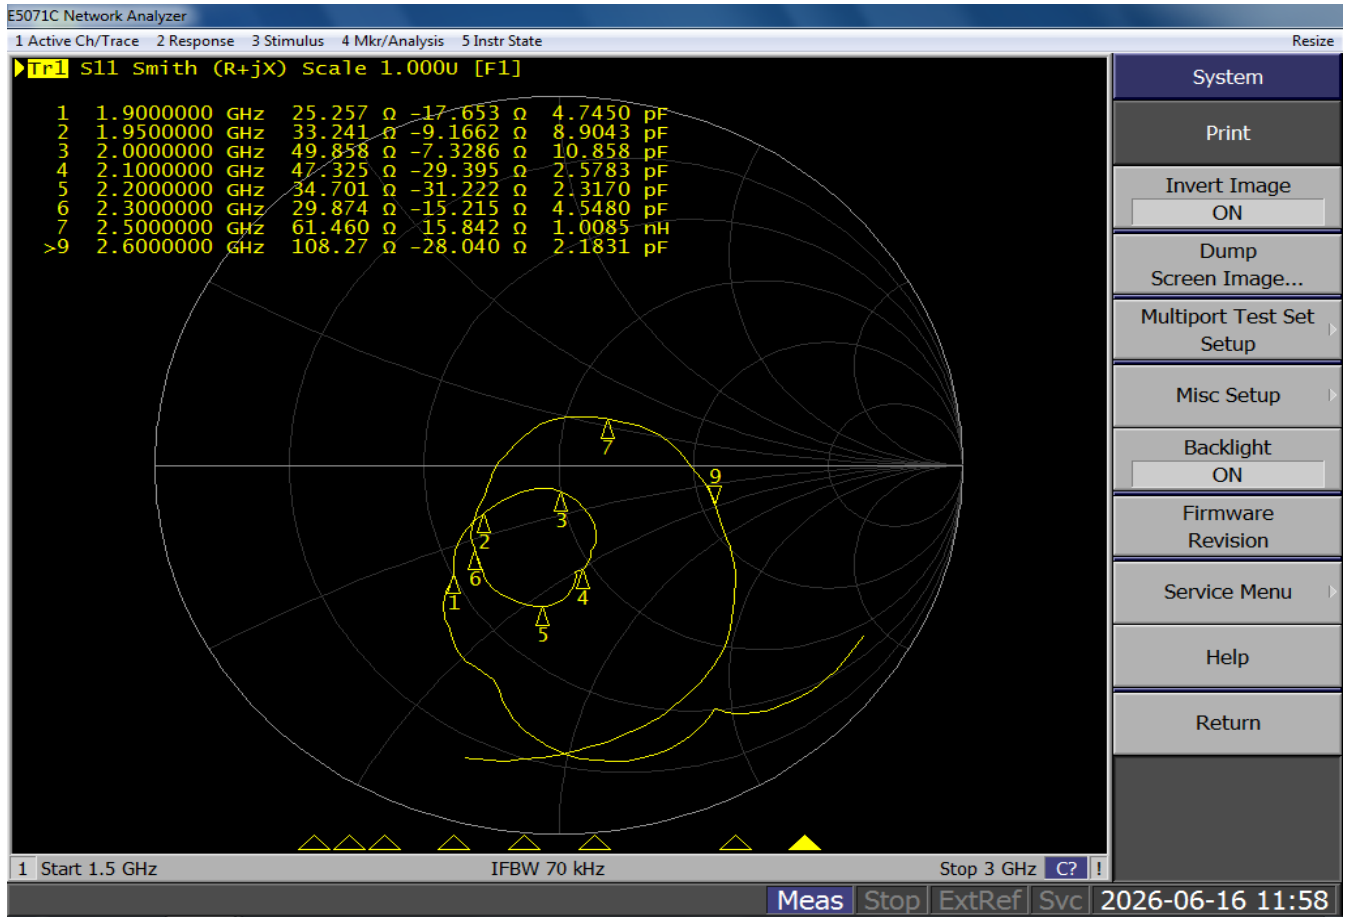 E5071C Network Analyzer
1 Active Ch/Trace 2 Response 3 Stimulus 4 Mkr/Analysis 5 Instr State Resize
Tr1 S11 Smith (R+jX) Scale 1.000U [F1]
1 1.9000000 GHz 25.257 Ω -17.653 Ω 4.7450 pF
2 1.9500000 GHz 33.241 Ω -9.1662 Ω 8.9043 pF
3 2.0000000 GHz 49.858 Ω -7.3286 Ω 10.858 pF
4 2.1000000 GHz 47.325 Ω -29.395 Ω 2.5783 pF
5 2.2000000 GHz 34.701 Ω -31.222 Ω 2.3170 pF
6 2.3000000 GHz 29.874 Ω -15.215 Ω 4.5480 pF
7 2.5000000 GHz 61.460 Ω 15.842 Ω 1.0085 nH
>9 2.6000000 GHz 108.27 Ω -28.040 Ω 2.1831 pF
7
9
3
2
6
1
4
5
1 Start 1.5 GHz IFBW 70 kHz Stop 3 GHz C? !
System
Print
Invert Image
ON
Dump
Screen Image...
Multiport Test Set
Setup
Misc Setup
Backlight
ON
Firmware
Revision
Service Menu
Help
Return
Meas Stop ExtRef Svc 2026-06-16 11:58